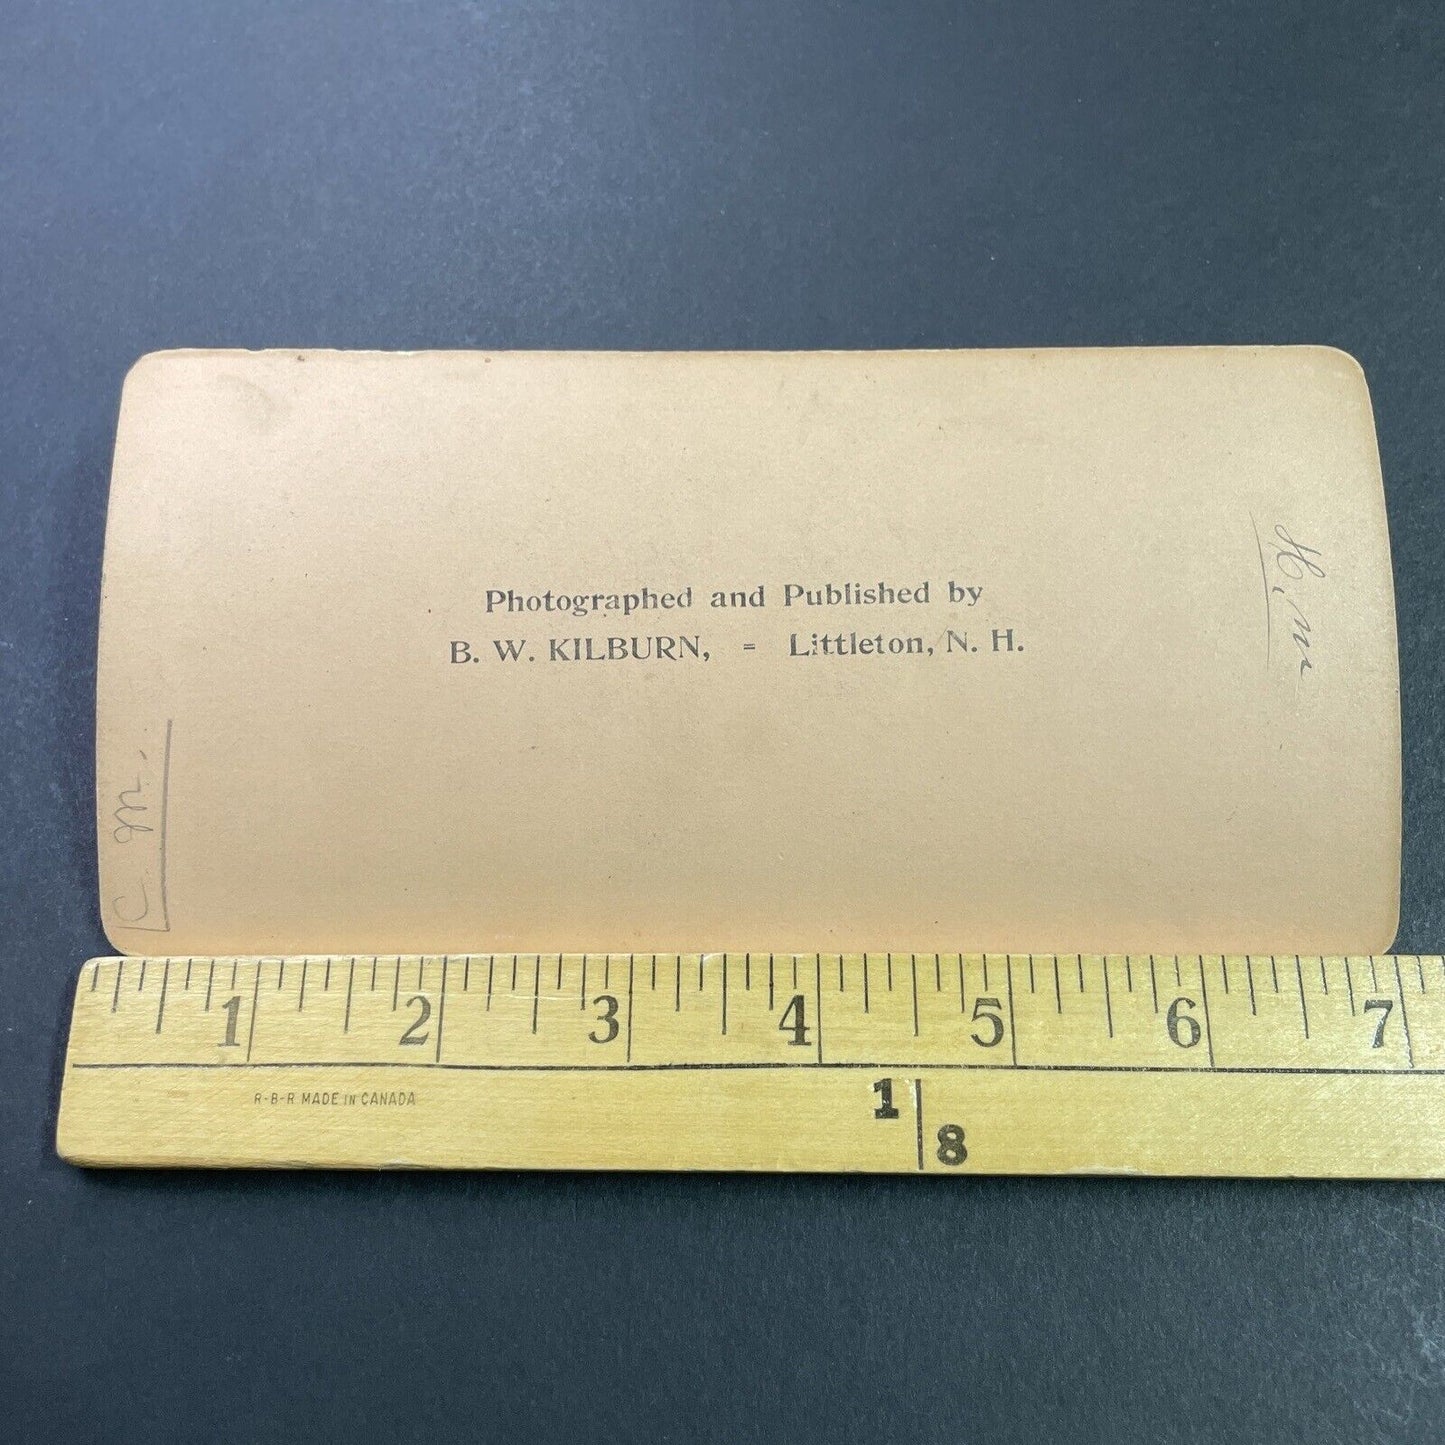 Photographed and Published by
B. W. KILBURN, = Littleton, N. H.
H. m
C. m.
1 2 3 4 5 6 7
R-B-R MADE IN CANADA
1 8